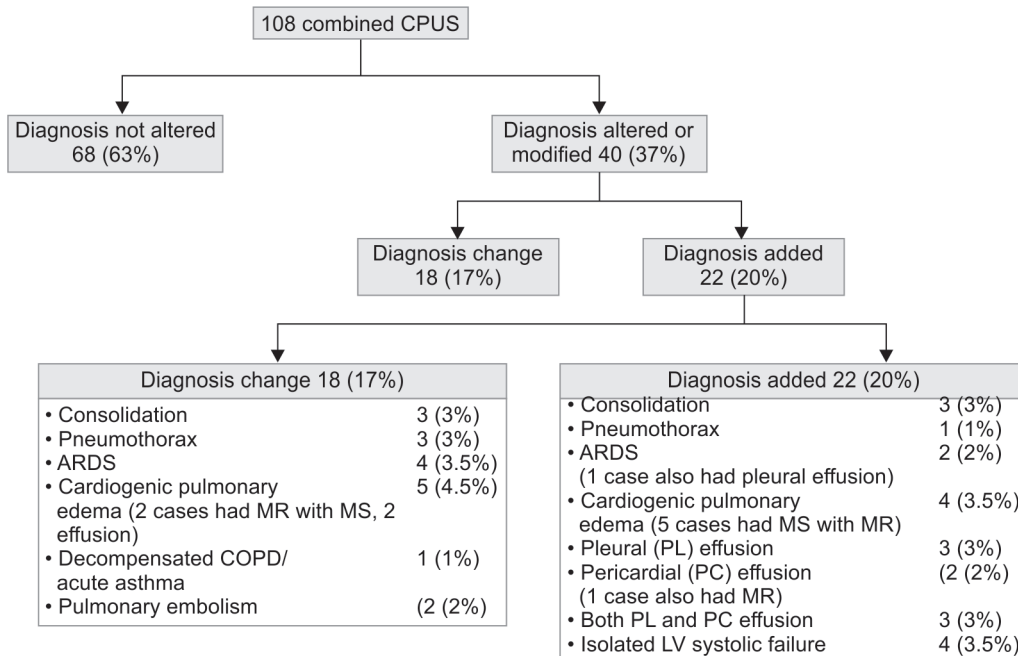 108 combined CPUS
Diagnosis not altered
68 (63%)
Diagnosis altered or
modified 40 (37%)
Diagnosis change
18 (17%)
Diagnosis added
22 (20%)
Diagnosis change 18 (17%)
• Consolidation 3 (3%)
• Pneumothorax 3 (3%)
• ARDS 4 (3.5%)
• Cardiogenic pulmonary 5 (4.5%)
edema (2 cases had MR with MS, 2
effusion)
• Decompensated COPD/ 1 (1%)
acute asthma
• Pulmonary embolism (2 (2%)
Diagnosis added 22 (20%)
• Consolidation 3 (3%)
• Pneumothorax 1 (1%)
• ARDS 2 (2%)
(1 case also had pleural effusion)
• Cardiogenic pulmonary 4 (3.5%)
edema (5 cases had MS with MR)
• Pleural (PL) effusion 3 (3%)
• Pericardial (PC) effusion (2 (2%)
(1 case also had MR)
• Both PL and PC effusion 3 (3%)
• Isolated LV systolic failure 4 (3.5%)